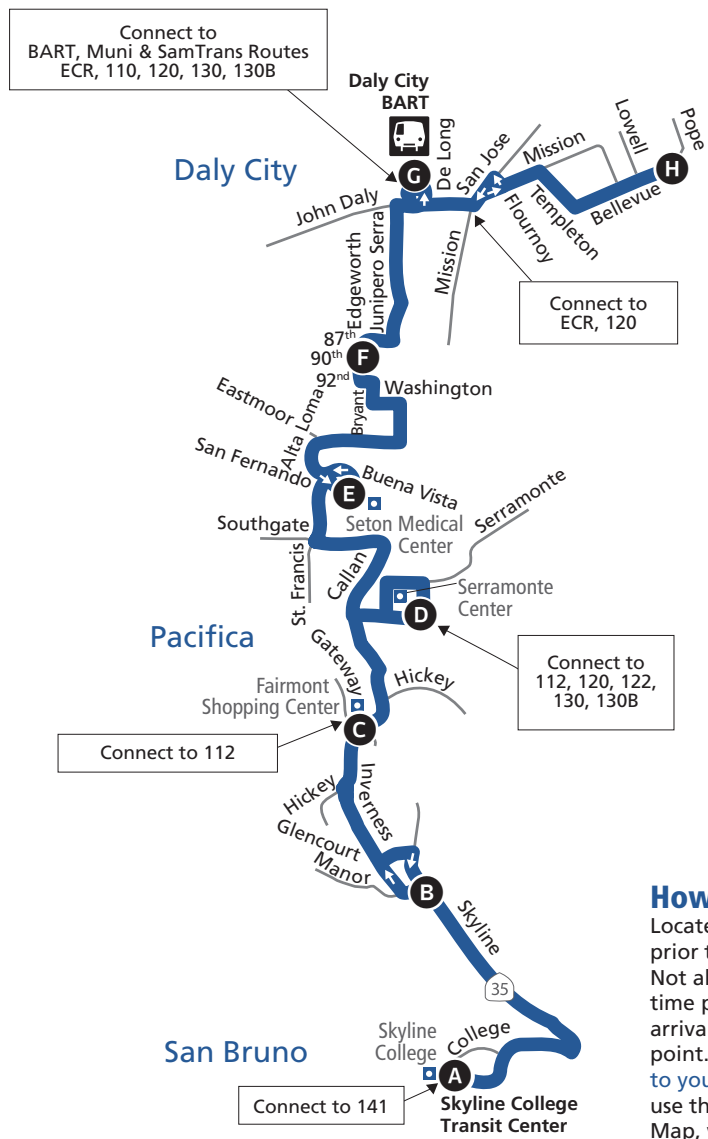 Connect to
BART, Muni & SamTrans Routes
ECR, 110, 120, 130, 130B
Daly City
BART
Daly City
G
De Long
San Jose
Mission
Lowell
Pope
H
John Daly
Flournoy
Templeton
Bellevue
Edgeworth
Junipero Serra
Mission
Connect to
ECR, 120
87th
90th
F
92nd
Washington
Bryant
Eastmoor
Alta Loma
San Fernando
Buena Vista
E
Seton Medical
Center
Serramonte
Southgate
St. Francis
Callan
Serramonte
Center
D
Pacifica
Gateway
Connect to
112, 120, 122,
130, 130B
Hickey
Fairmont
Shopping Center
C
Connect to 112
Hickey
Inverness
Glencourt
Manor
B
Skyline
35
San Bruno
Skyline
College
College
A
Connect to 141
Skyline College
Transit Center
How
Locate
prior t
Not al
time p
arriva
point.
to you
use th
Map,